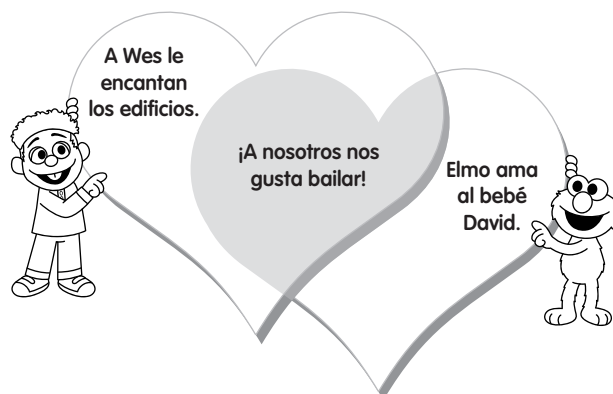 A Wes le
encantan
los edificios.
¡A nosotros nos
gusta bailar!
Elmo ama
al bebé
David.